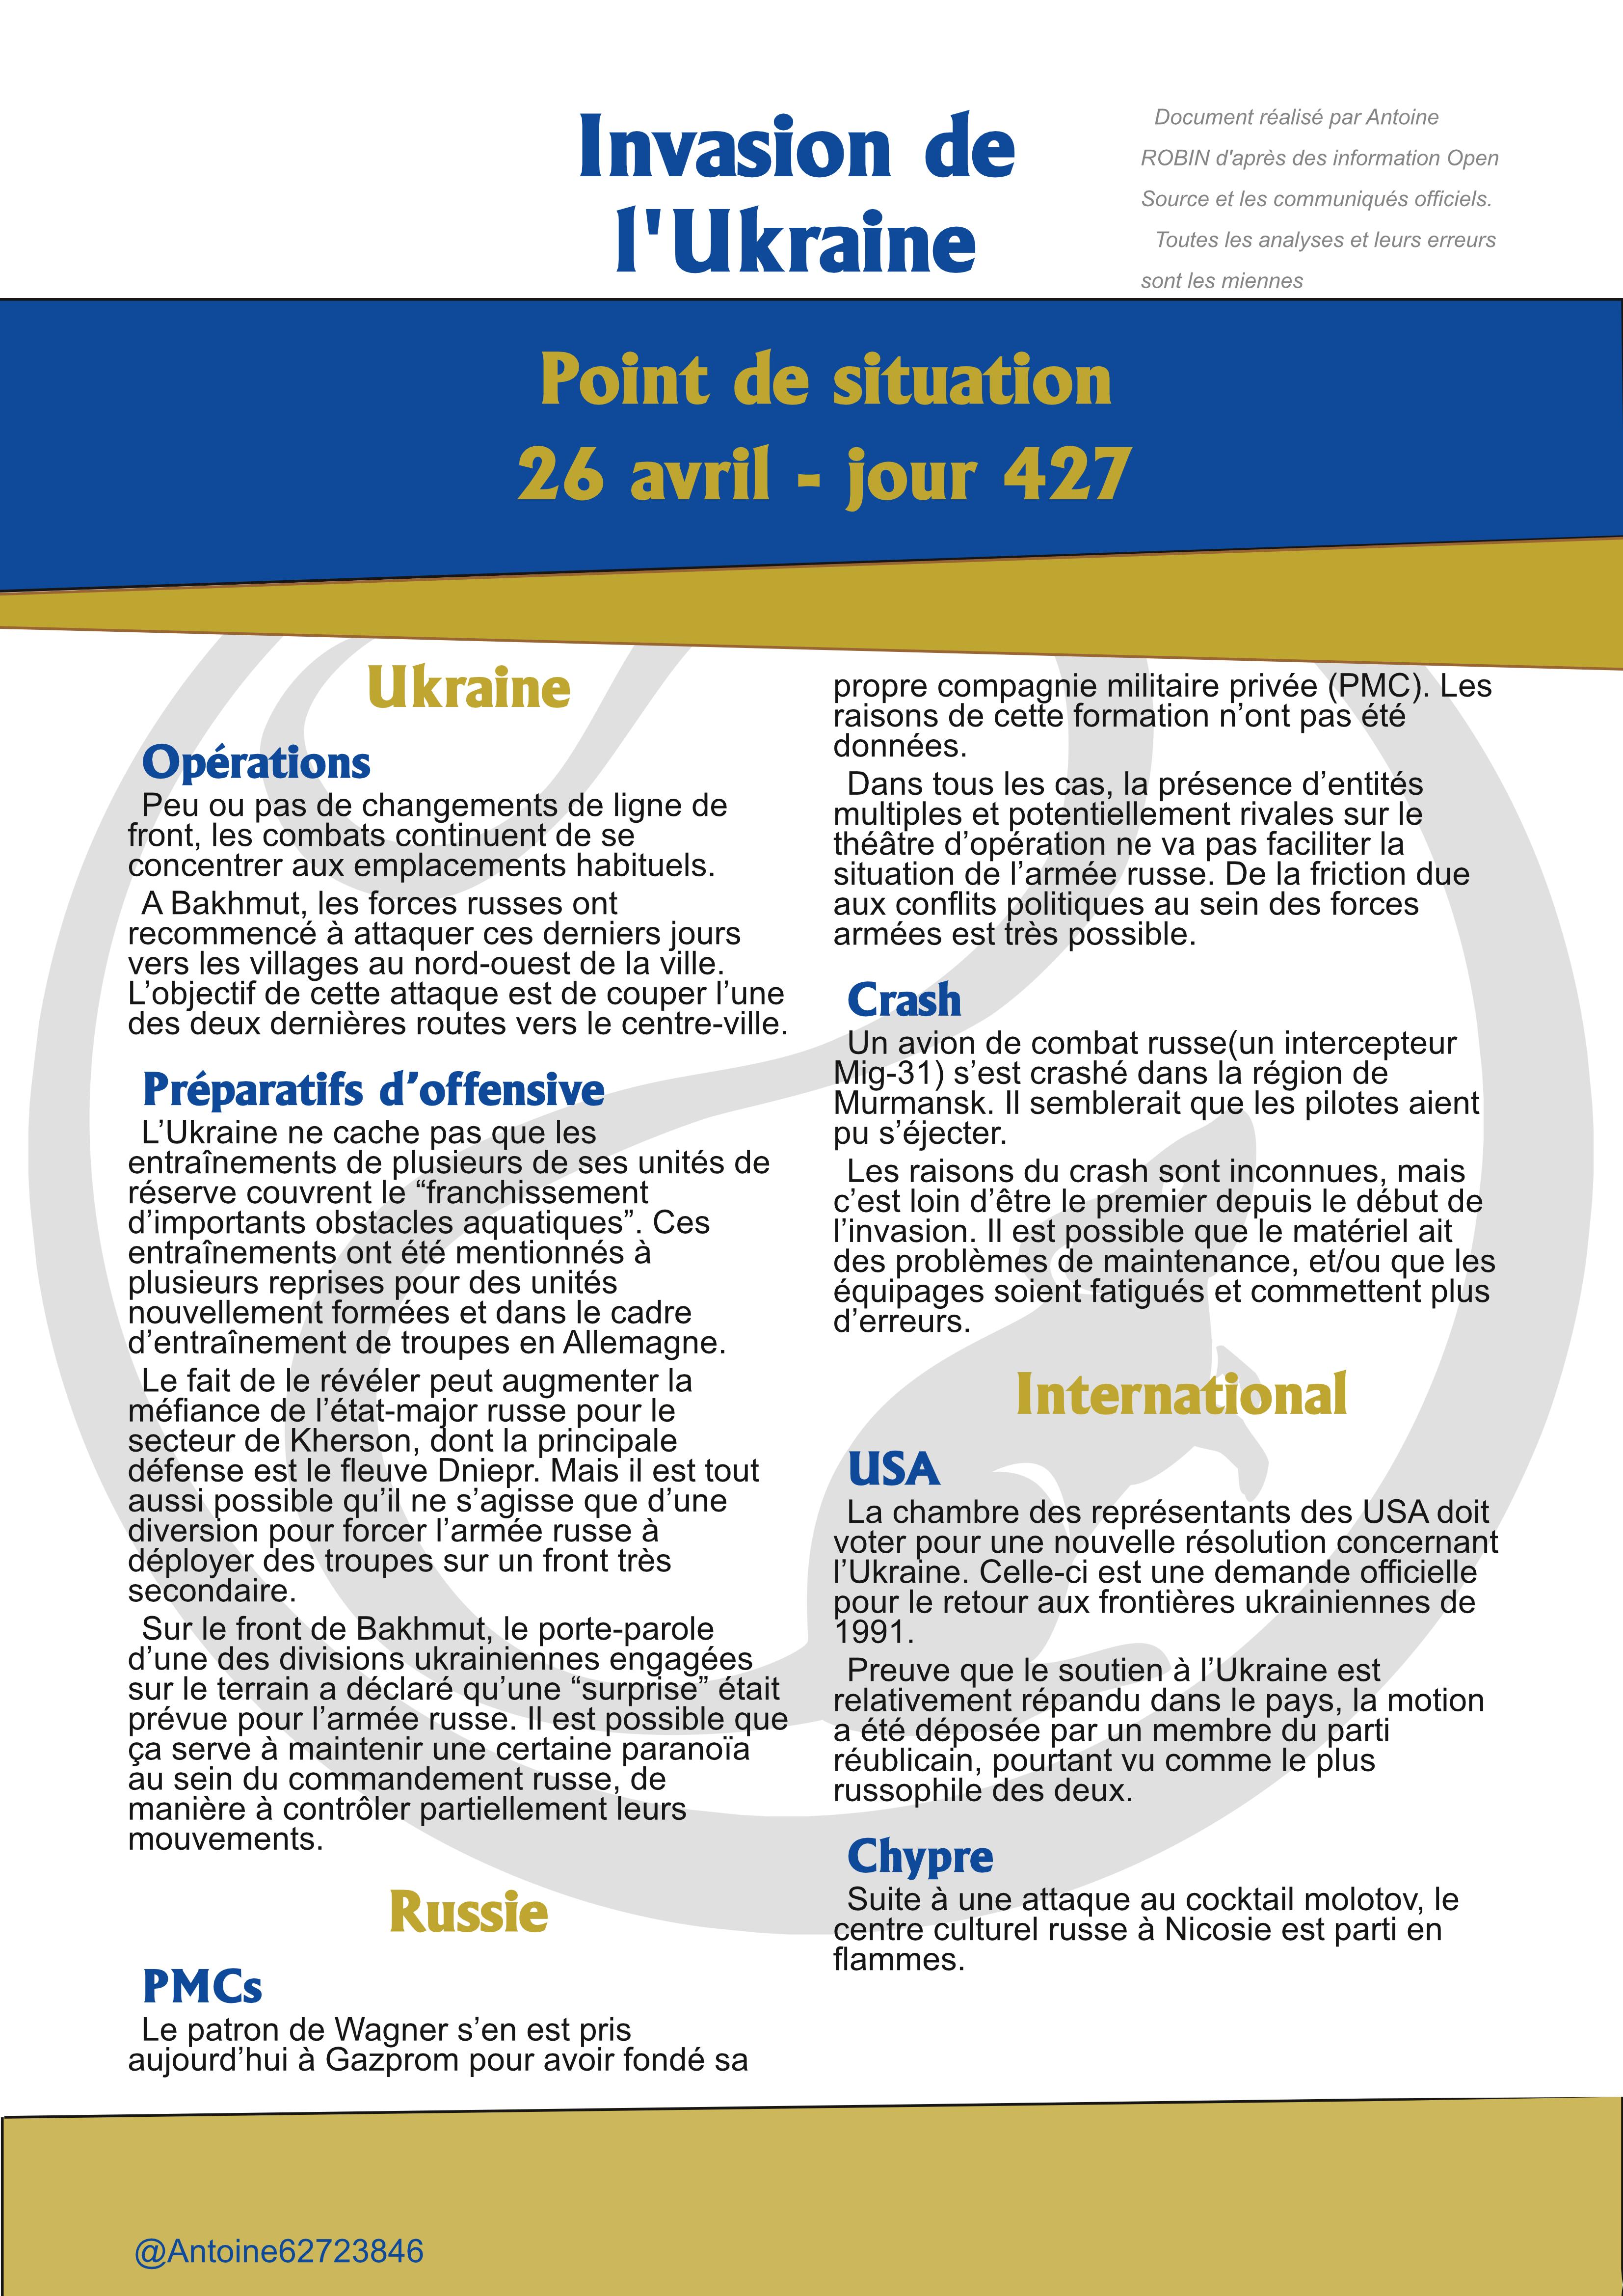 Invasion de
l'Ukraine
Document réalisé par Antoine
ROBIN d'après des information Open
Source et les communiqués officiels.
Toutes les analyses et leurs erreurs
sont les miennes
Point de situation
26 avril - jour 427
Ukraine
Opérations
Peu ou pas de changements de ligne de
front, les combats continuent de se
concentrer aux emplacements habituels.
A Bakhmut, les forces russes ont
recommencé à attaquer ces derniers jours
vers les villages au nord-ouest de la ville.
L’objectif de cette attaque est de couper l’une
des deux dernières routes vers le centre-ville.
Préparatifs d’offensive
L’Ukraine ne cache pas que les
entraînements de plusieurs de ses unités de
réserve couvrent le “franchissement
d’importants obstacles aquatiques”. Ces
entraînements ont été mentionnés à
plusieurs reprises pour des unités
nouvellement formées et dans le cadre
d’entraînement de troupes en Allemagne.
Le fait de le révéler peut augmenter la
méfiance de l’état-major russe pour le
secteur de Kherson, dont la principale
défense est le fleuve Dniepr. Mais il est tout
aussi possible qu’il ne s’agisse que d’une
diversion pour forcer l’armée russe à
déployer des troupes sur un front très
secondaire.
Sur le front de Bakhmut, le porte-parole
d’une des divisions ukrainiennes engagées
sur le terrain a déclaré qu’une “surprise” était
prévue pour l’armée russe. Il est possible que
ça serve à maintenir une certaine paranoïa
au sein du commandement russe, de
manière à contrôler partiellement leurs
mouvements.
Russie
PMCs
Le patron de Wagner s’en est pris
aujourd’hui à Gazprom pour avoir fondé sa
propre compagnie militaire privée (PMC). Les
raisons de cette formation n’ont pas été
données.
Dans tous les cas, la présence d’entités
multiples et potentiellement rivales sur le
théâtre d’opération ne va pas faciliter la
situation de l’armée russe. De la friction due
aux conflits politiques au sein des forces
armées est très possible.
Crash
Un avion de combat russe(un intercepteur
Mig-31) s’est crashé dans la région de
Murmansk. Il semblerait que les pilotes aient
pu s’éjecter.
Les raisons du crash sont inconnues, mais
c’est loin d’être le premier depuis le début de
l’invasion. Il est possible que le matériel ait
des problèmes de maintenance, et/ou que les
équipages soient fatigués et commettent plus
d’erreurs.
International
USA
La chambre des représentants des USA doit
voter pour une nouvelle résolution concernant
l’Ukraine. Celle-ci est une demande officielle
pour le retour aux frontières ukrainiennes de
1991.
Preuve que le soutien à l’Ukraine est
relativement répandu dans le pays, la motion
a été déposée par un membre du parti
réublicain, pourtant vu comme le plus
russophile des deux.
Chypre
Suite à une attaque au cocktail molotov, le
centre culturel russe à Nicosie est parti en
flammes.
@Antoine62723846